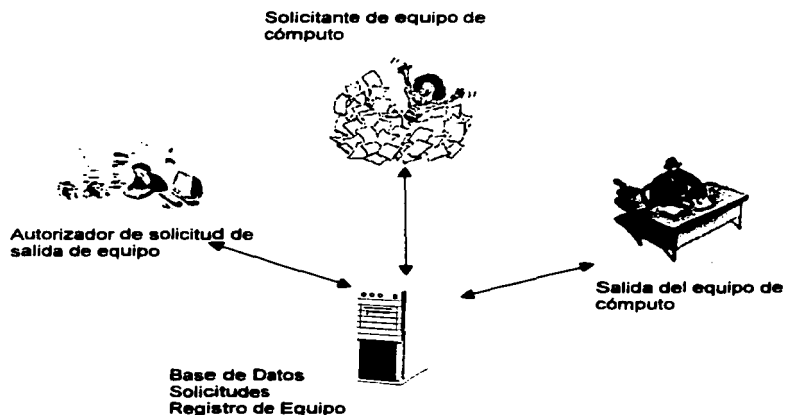 Solicitante de equipo de
cómputo
Autorizador de solicitud de
salida de equipo
Salida del equipo de
cómputo
Base de Datos
Solicitudes
Registro de Equipo